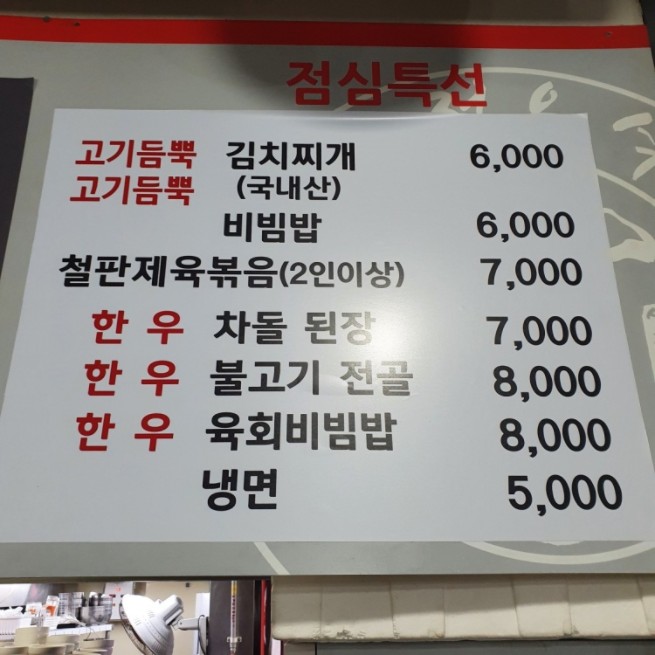 점심특선
고기듬뿍 김치찌개 6,000
고기듬뿍 (국내산)
비빔밥 6,000
철판제육볶음(2인이상) 7,000
한우 차돌 된장 7,000
한우 불고기 전골 8,000
한우 육회비빔밥 8,000
냉면 5,000